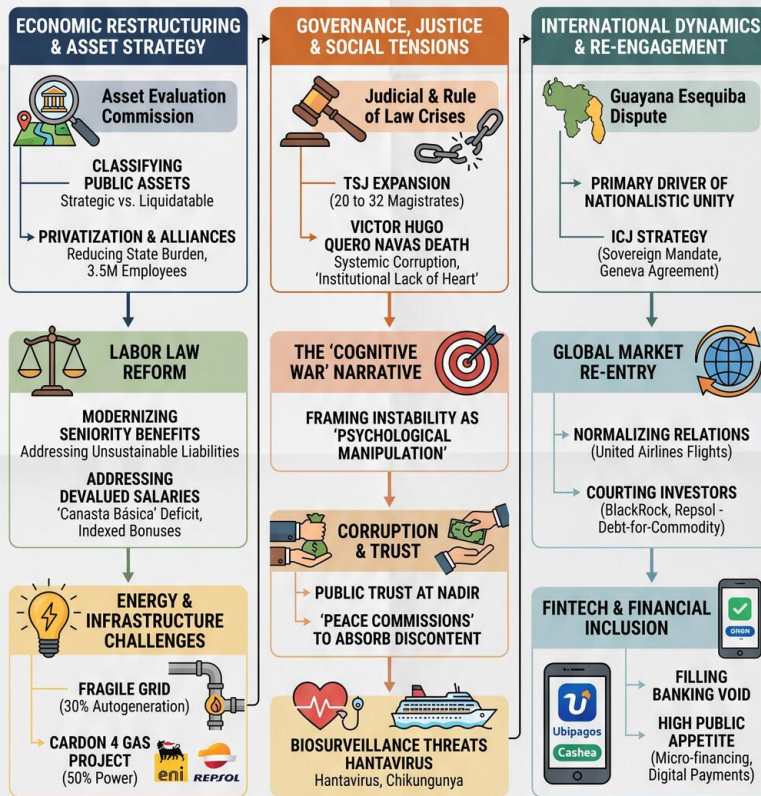 ECONOMIC RESTRUCTURING
& ASSET STRATEGY
Asset Evaluation
Commission
CLASSIFYING
PUBLIC ASSETS
Strategic vs. Liquidatable
PRIVATIZATION & ALLIANCES
Reducing State Burden,
3.5M Employees
LABOR LAW
REFORM
MODERNIZING
SENIORITY BENEFITS
Addressing Unsustainable Liabilities
ADDRESSING
DEVALUED SALARIES
‘Canasta Básica’ Deficit,
Indexed Bonuses
ENERGY &
INFRASTRUCTURE
CHALLENGES
FRAGILE GRID
(30% Autogeneration)
CARDON 4 GAS
PROJECT
(50% Power)
eni
REPSOL
GOVERNANCE, JUSTICE
& SOCIAL TENSIONS
Judicial & Rule
of Law Crises
TSJ EXPANSION
(20 to 32 Magistrates)
VICTOR HUGO
QUERO NAVAS DEATH
Systemic Corruption,
‘Institutional Lack of Heart’
THE ‘COGNITIVE
WAR’ NARRATIVE
FRAMING INSTABILITY AS
‘PSYCHOLOGICAL
MANIPULATION’
CORRUPTION
& TRUST
PUBLIC TRUST AT NADIR
‘PEACE COMMISSIONS’
TO ABSORB DISCONTENT
BIOSURVEILLANCE THREATS
HANTAVIRUS
Hantavirus, Chikungunya
INTERNATIONAL DYNAMICS
& RE-ENGAGEMENT
Guayana Esequiba
Dispute
PRIMARY DRIVER OF
NATIONALISTIC UNITY
ICJ STRATEGY
(Sovereign Mandate,
Geneva Agreement)
GLOBAL MARKET
RE-ENTRY
NORMALIZING RELATIONS
(United Airlines Flights)
COURTING INVESTORS
(BlackRock, Repsol -
Debt-for-Commodity)
FINTECH & FINANCIAL
INCLUSION
Ubipagos
Cashea
FILLING
BANKING VOID
HIGH PUBLIC
APPETITE
(Micro-financing,
Digital Payments)